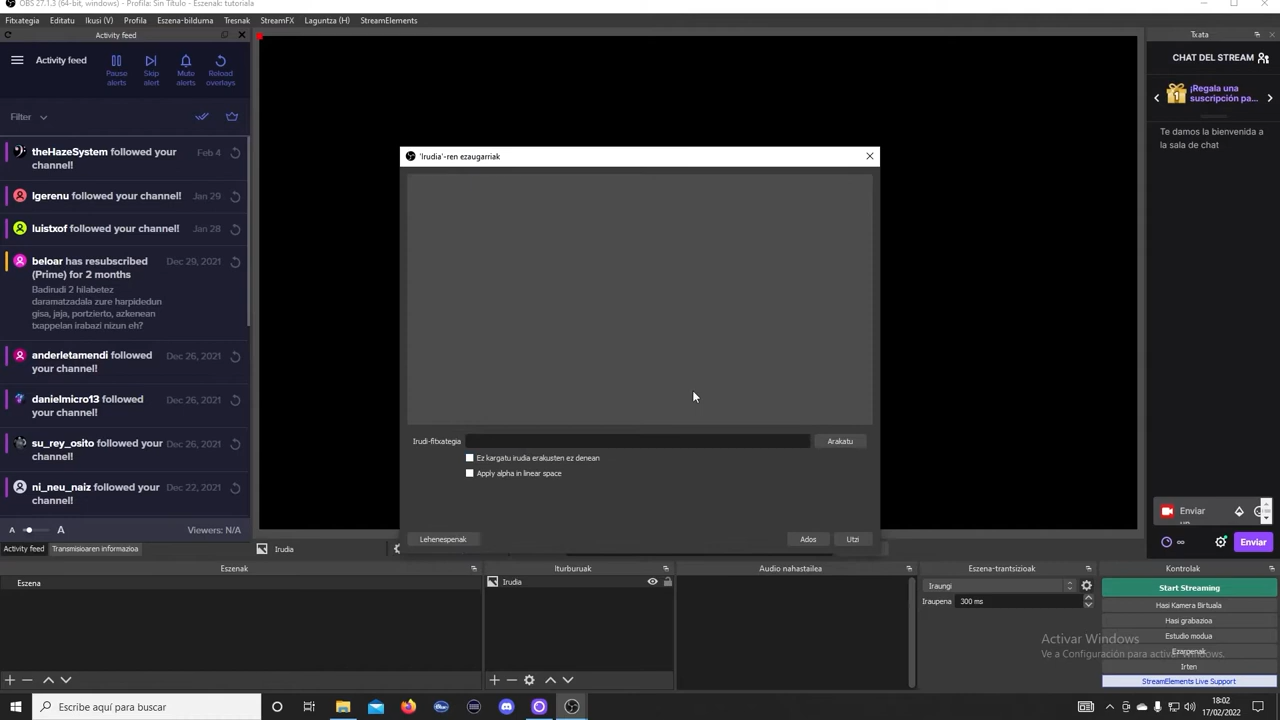 OBS 27.1.3 (64-bit, windows) - Profila: Sin Título - Eszenak: tutoriala
Fitxategia Editatu Ikusi (V) Profila Eszena-bilduma Tresnak StreamFX Laguntza (H) StreamElements
Activity feed
Activity feed
Pause alerts
Skip alert
Mute alerts
Reload overlays
Filter
theHazeSystem followed your channel!
Feb 4
lgerenu followed your channel!
Jan 29
luistxof followed your channel!
Jan 28
beloar has resubscribed (Prime) for 2 months
Dec 29, 2021
Badirudi 2 hilabetez
daramatzadala zure harpidedun
gisa, jaja, portzierto, azkenean
txappelan irabazi nizun eh?
anderletamendi followed your channel!
Dec 26, 2021
danielmicro13 followed your channel!
Dec 26, 2021
su_rey_osito followed your channel!
Dec 26, 2021
ni_neu_naiz followed your channel!
Dec 22, 2021
A A Viewers: N/A
Activity feed Transmisioaren informazioa
'Irudia'-ren ezaugarriak
Irudi-fitxategia Arakatu
Ez kargatu irudia erakusten ez denean
Apply alpha in linear space
Lehenespenak Ados Utzi
Txata
CHAT DEL STREAM
1
¡Regala una
suscripción pa...
Te damos la bienvenida a
la sala de chat
Enviar
un
∞ Enviar
Irudia
Eszenak
Eszena
Iturburuak
Irudia
Audio nahastailea
Eszena-trantsizioak
Iraungi
Iraupena 300 ms
Kontrolak
Start Streaming
Hasi Kamera Birtuala
Hasi grabazioa
Estudio modua
Ezarpenak
Irten
StreamElements Live Support
Activar Windows
Ve a Configuración para activar Windows.
Escribe aquí para buscar
18:02
17/02/2022